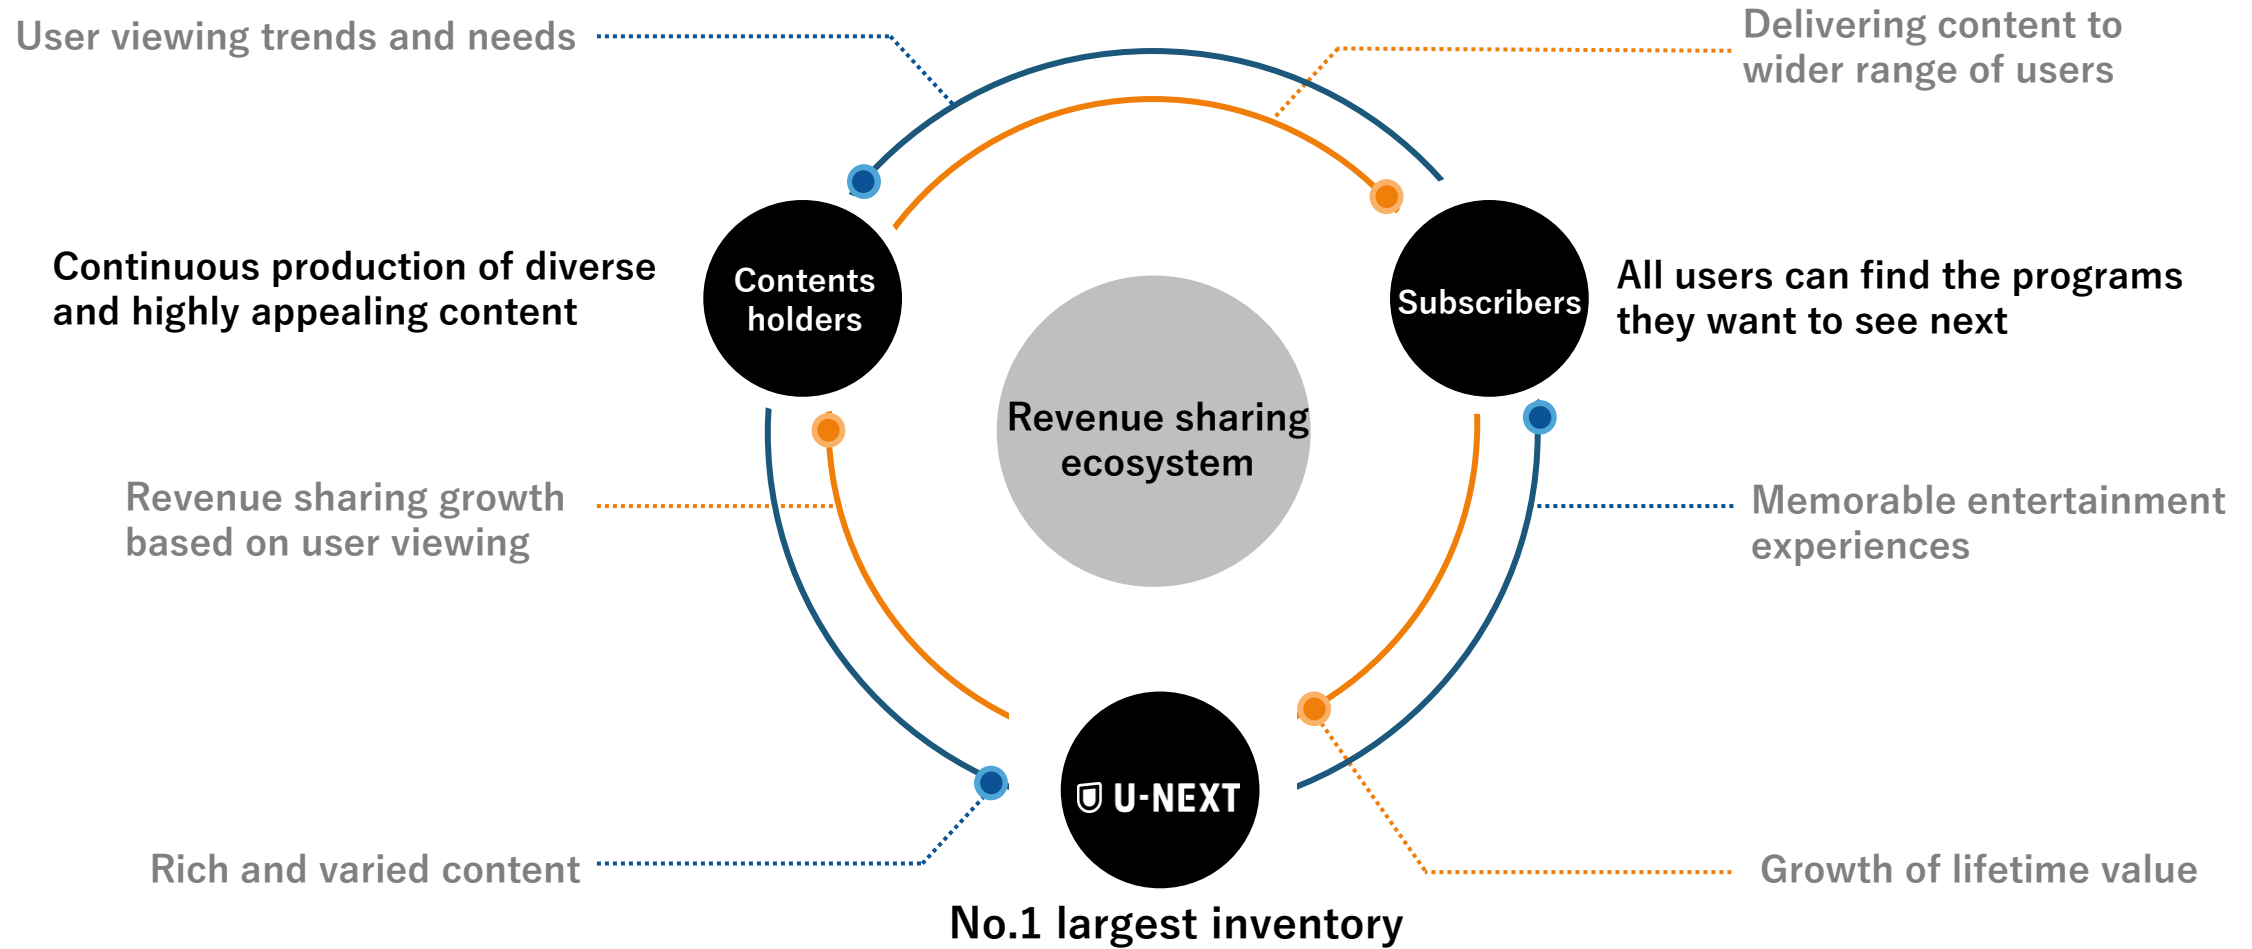 User viewing trends and needs
Delivering content to
wider range of users
Continuous production of diverse
and highly appealing content
Contents
holders
Subscribers
All users can find the programs
they want to see next
Revenue sharing
ecosystem
Revenue sharing growth
based on user viewing
Memorable entertainment
experiences
U-NEXT
Rich and varied content
Growth of lifetime value
No.1 largest inventory